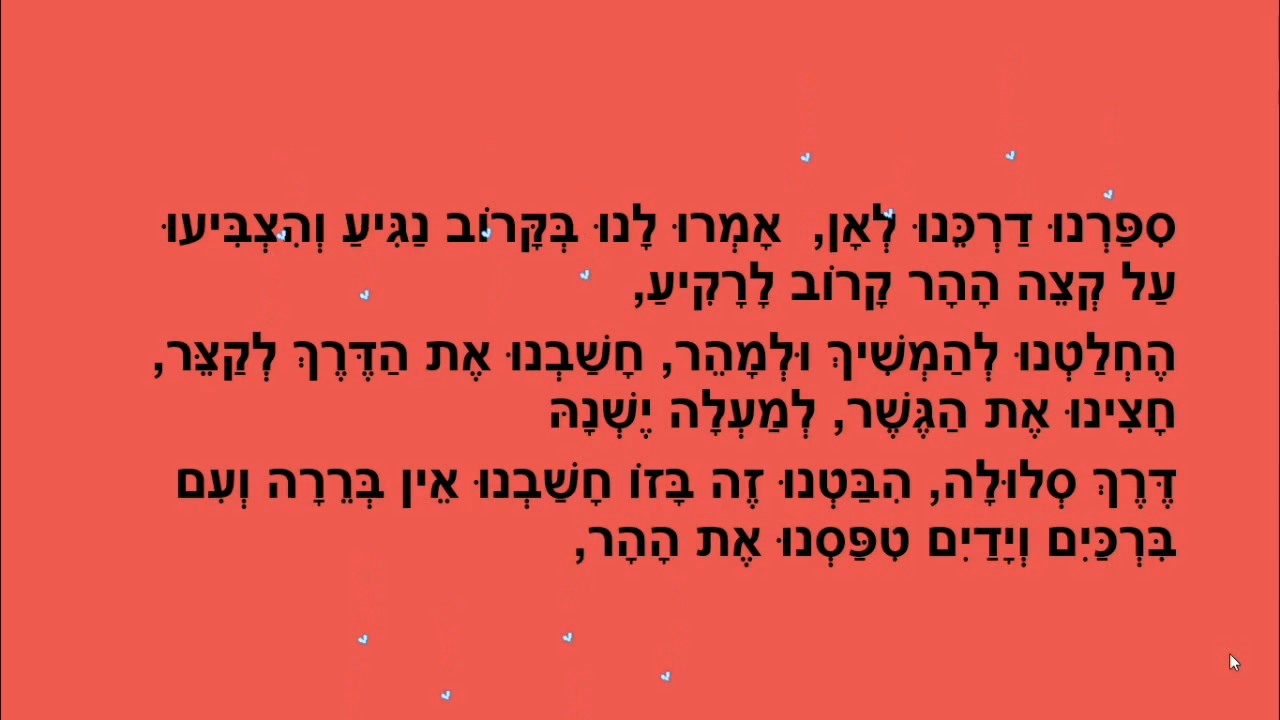 סִפַּרְנוּ דַרְכֵּנוּ לְאָן, אָמְרוּ לָנוּ בְּקָרוֹב נַגִּיעַ וְהִצְבִּיעוּ
עַל קְצֵה הָהָר קָרוֹב לָרָקִיעַ,
הֶחְלַטְנוּ לְהַמְשִׁיךְ וּלְמָהֵר, חָשַׁבְנוּ אֶת הַדֶּרֶךְ לְקַצֵּר,
חָצִינוּ אֶת הַגֶּשֶׁר, לְמַעְלָה יֶשְׁנָהּ
דֶּרֶךְ סְלוּלָה, הִבַּטְנוּ זֶה בָּזוֹ חָשַׁבְנוּ אֵין בְּרֵרָה וְעִם
בִּרְכַּיִם וְיָדַיִם טִפַּסְנוּ אֶת הָהָר,